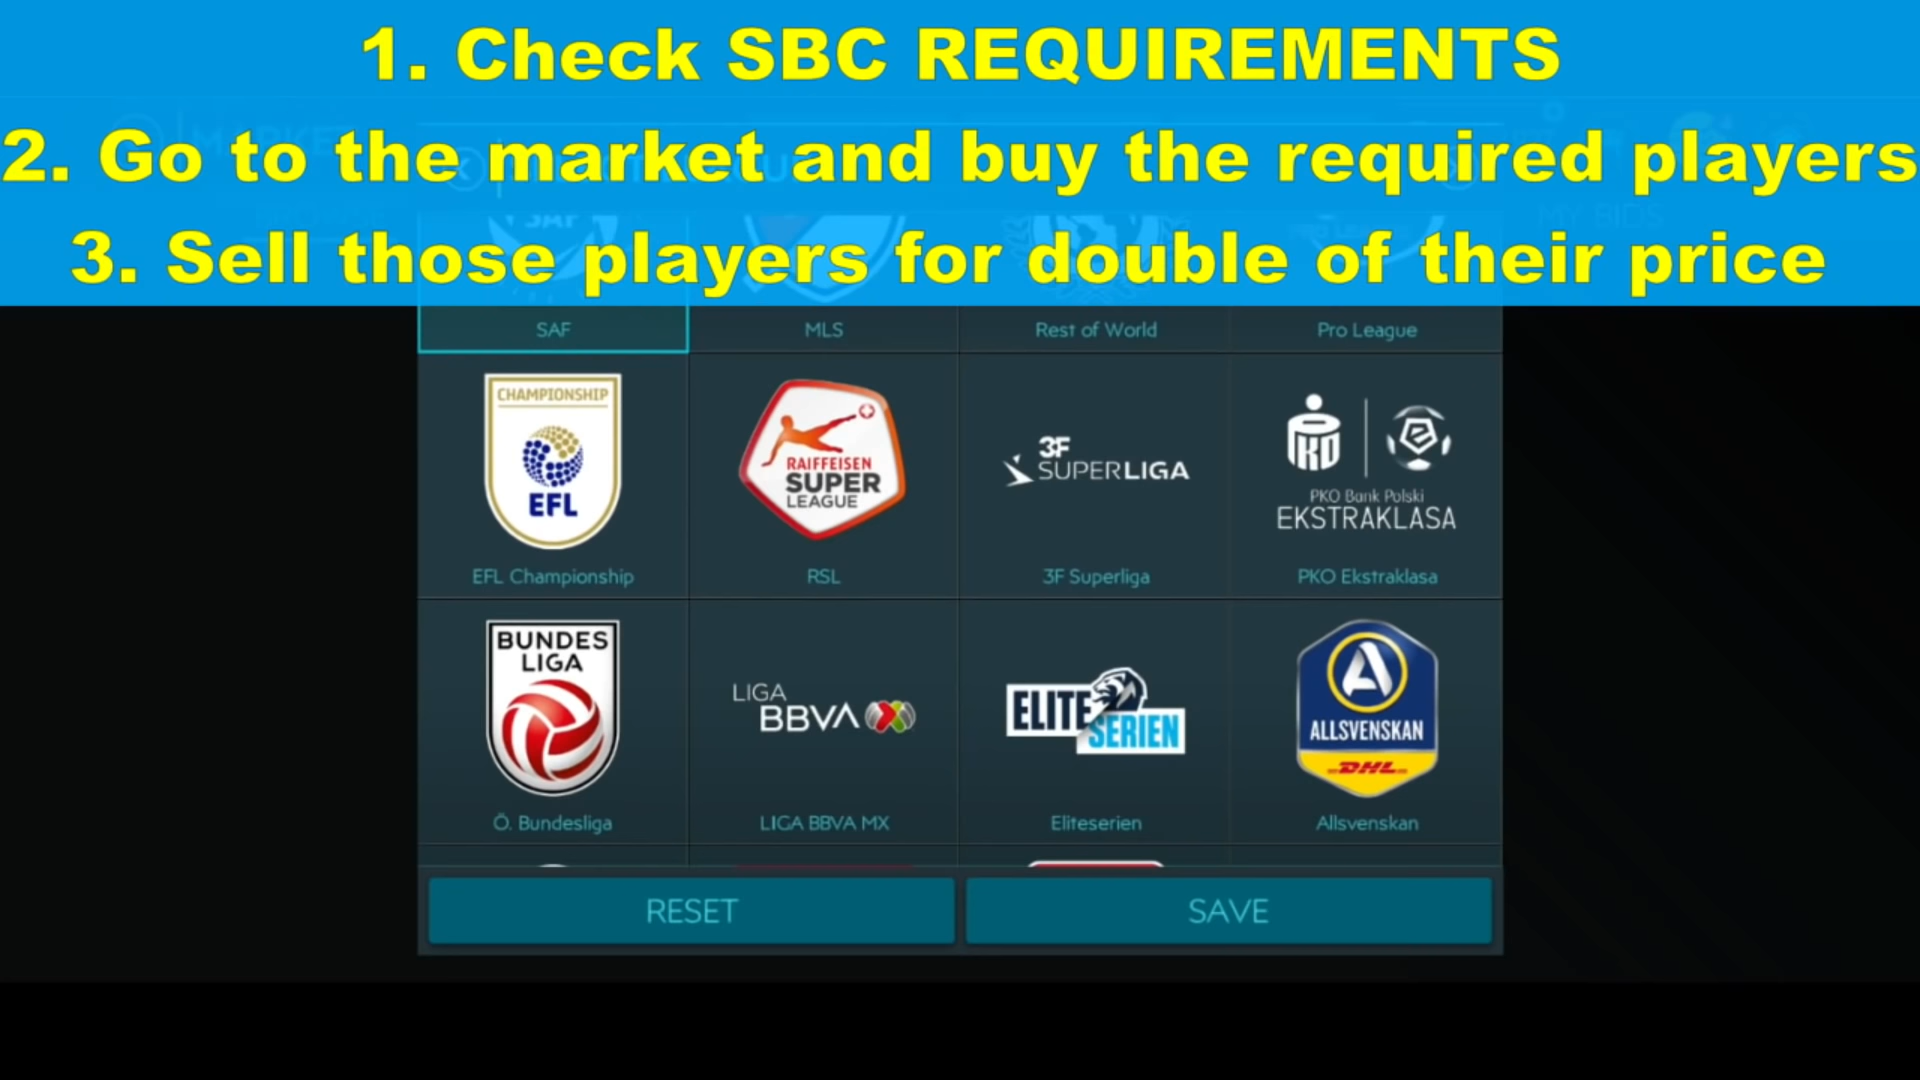 1. Check SBC REQUIREMENTS
2. Go to the market and buy the required players
MY BIDS
3. Sell those players for double of their price
SAF MLS Rest of World Pro League
CHAMPIONSHIP
EFL
RAIFFEISEN
SUPER
LEAGUE
3F
SUPERLIGA
PKO
PKO Bank Polski
EKSTRAKLASA
EFL Championship RSL 3F Superliga PKO Ekstraklasa
BUNDES
LIGA
LIGA
BBVA
ELITE
SERIEN
ALLSVENSKAN
DHL
Ö. Bundesliga LIGA BBVA MX Eliteserien Allsvenskan
RESET SAVE